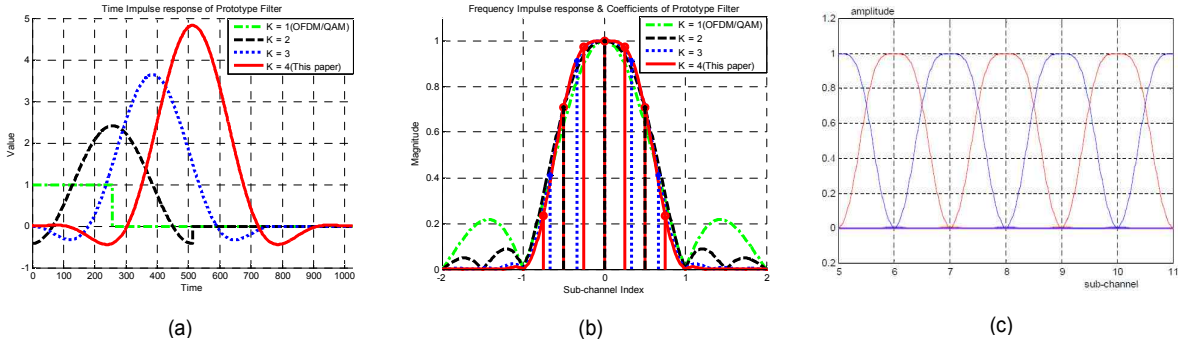 Time Impulse response of Prototype Filter
K = 1(OFDM/QAM)
K = 2
K = 3
K = 4(This paper)
Value
5
4
3
2
1
0
-1
0 100 200 300 400 500 600 700 800 900 1000
Time
(a)
Frequency Impulse response & Coefficients of Prototype Filter
K = 1(OFDM/QAM)
K = 2
K = 3
K = 4(This paper)
Magnitude
1
0.8
0.6
0.4
0.2
0
-2 -1 0 1 2
Sub-channel Index
(b)
amplitude
1.2
1
0.8
0.6
0.4
0.2
0
0.2
5 6 7 8 9 10 11
sub-channel
(c)